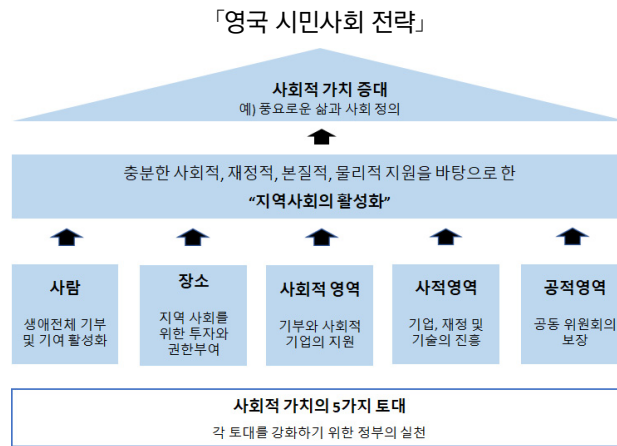 「영국 시민사회 전략」
사회적 가치 증대
예) 풍요로운 삶과 사회 정의
충분한 사회적, 재정적, 본질적, 물리적 지원을 바탕으로 한
“지역사회의 활성화”
사람
생애전체 기부
및 기여 활성화
장소
지역 사회를
위한 투자와
권한부여
사회적 영역
기부와 사회적
기업의 지원
사적영역
기업, 재정 및
기술의 진흥
공적영역
공동 위원회의
보장
사회적 가치의 5가지 토대
각 토대를 강화하기 위한 정부의 실천